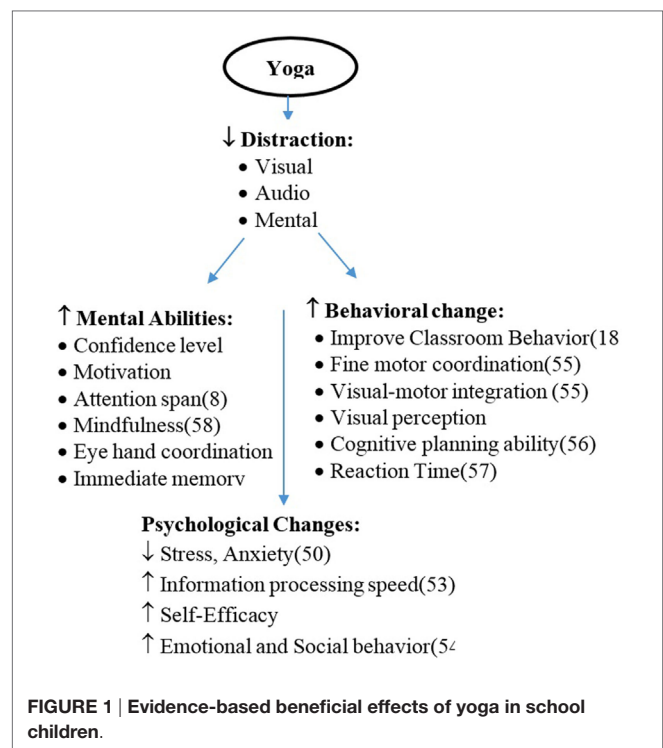 Yoga
↓ Distraction:
• Visual
• Audio
• Mental
↑ Mental Abilities:
• Confidence level
• Motivation
• Attention span(8)
• Mindfulness(58)
• Eye hand coordination
• Immediate memory
↑ Behavioral change:
• Improve Classroom Behavior(18
• Fine motor coordination(55)
• Visual-motor integration (55)
• Visual perception
• Cognitive planning ability(56)
• Reaction Time(57)
Psychological Changes:
↓ Stress, Anxiety(50)
↑ Information processing speed(53)
↑ Self-Efficacy
↑ Emotional and Social behavior(54
FIGURE 1 | Evidence-based beneficial effects of yoga in school
children.